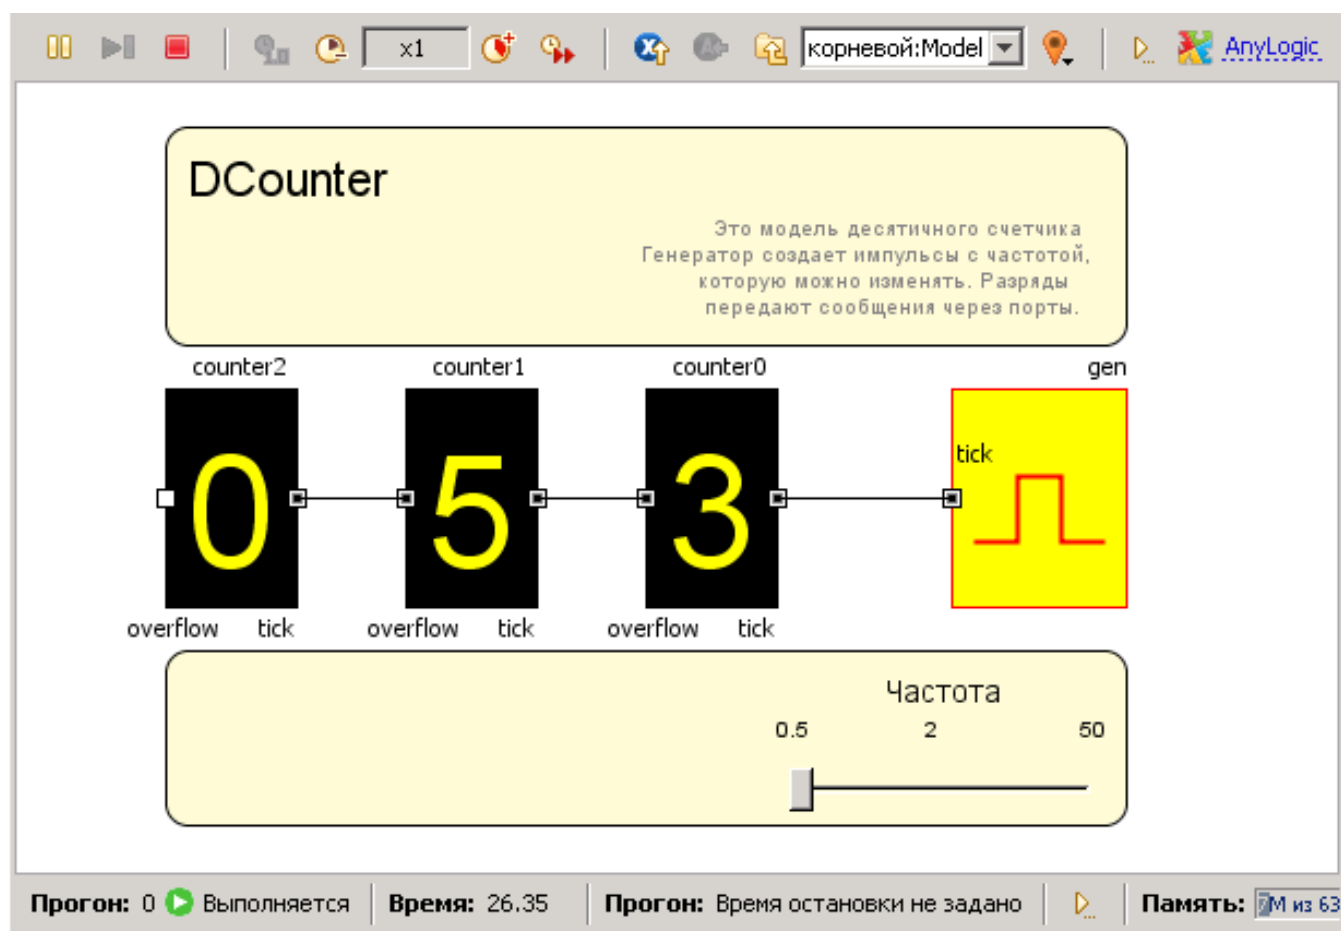 x1 корневой:Model AnyLogic
DCounter
Это модель десятичного счетчика
Генератор создает импульсы с частотой,
которую можно изменять. Разряды
передают сообщения через порты.
counter2 counter1 counter0 gen
tick
0 5 3
overflow tick overflow tick overflow tick
Частота
0.5 2 50
Прогон: 0 Выполняется Время: 26.35 Прогон: Время остановки не задано Память: М из 63